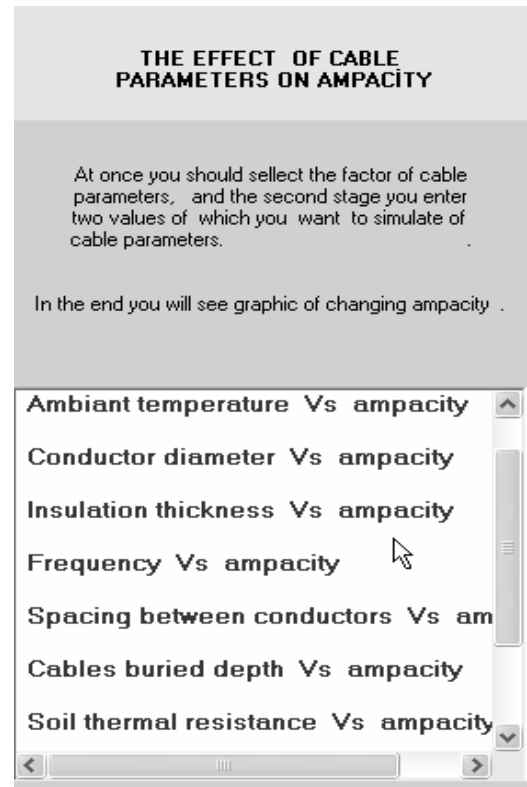 THE EFFECT OF CABLE
PARAMETERS ON AMPACİTY
At once you should sellect the factor of cable
parameters, and the second stage you enter
two values of which you want to simulate of
cable parameters. .
In the end you will see graphic of changing ampacity .
Ambiant temperature Vs ampacity
Conductor diameter Vs ampacity
Insulation thickness Vs ampacity
Frequency Vs ampacity
Spacing between conductors Vs am
Cables buried depth Vs ampacity
Soil thermal resistance Vs ampacity